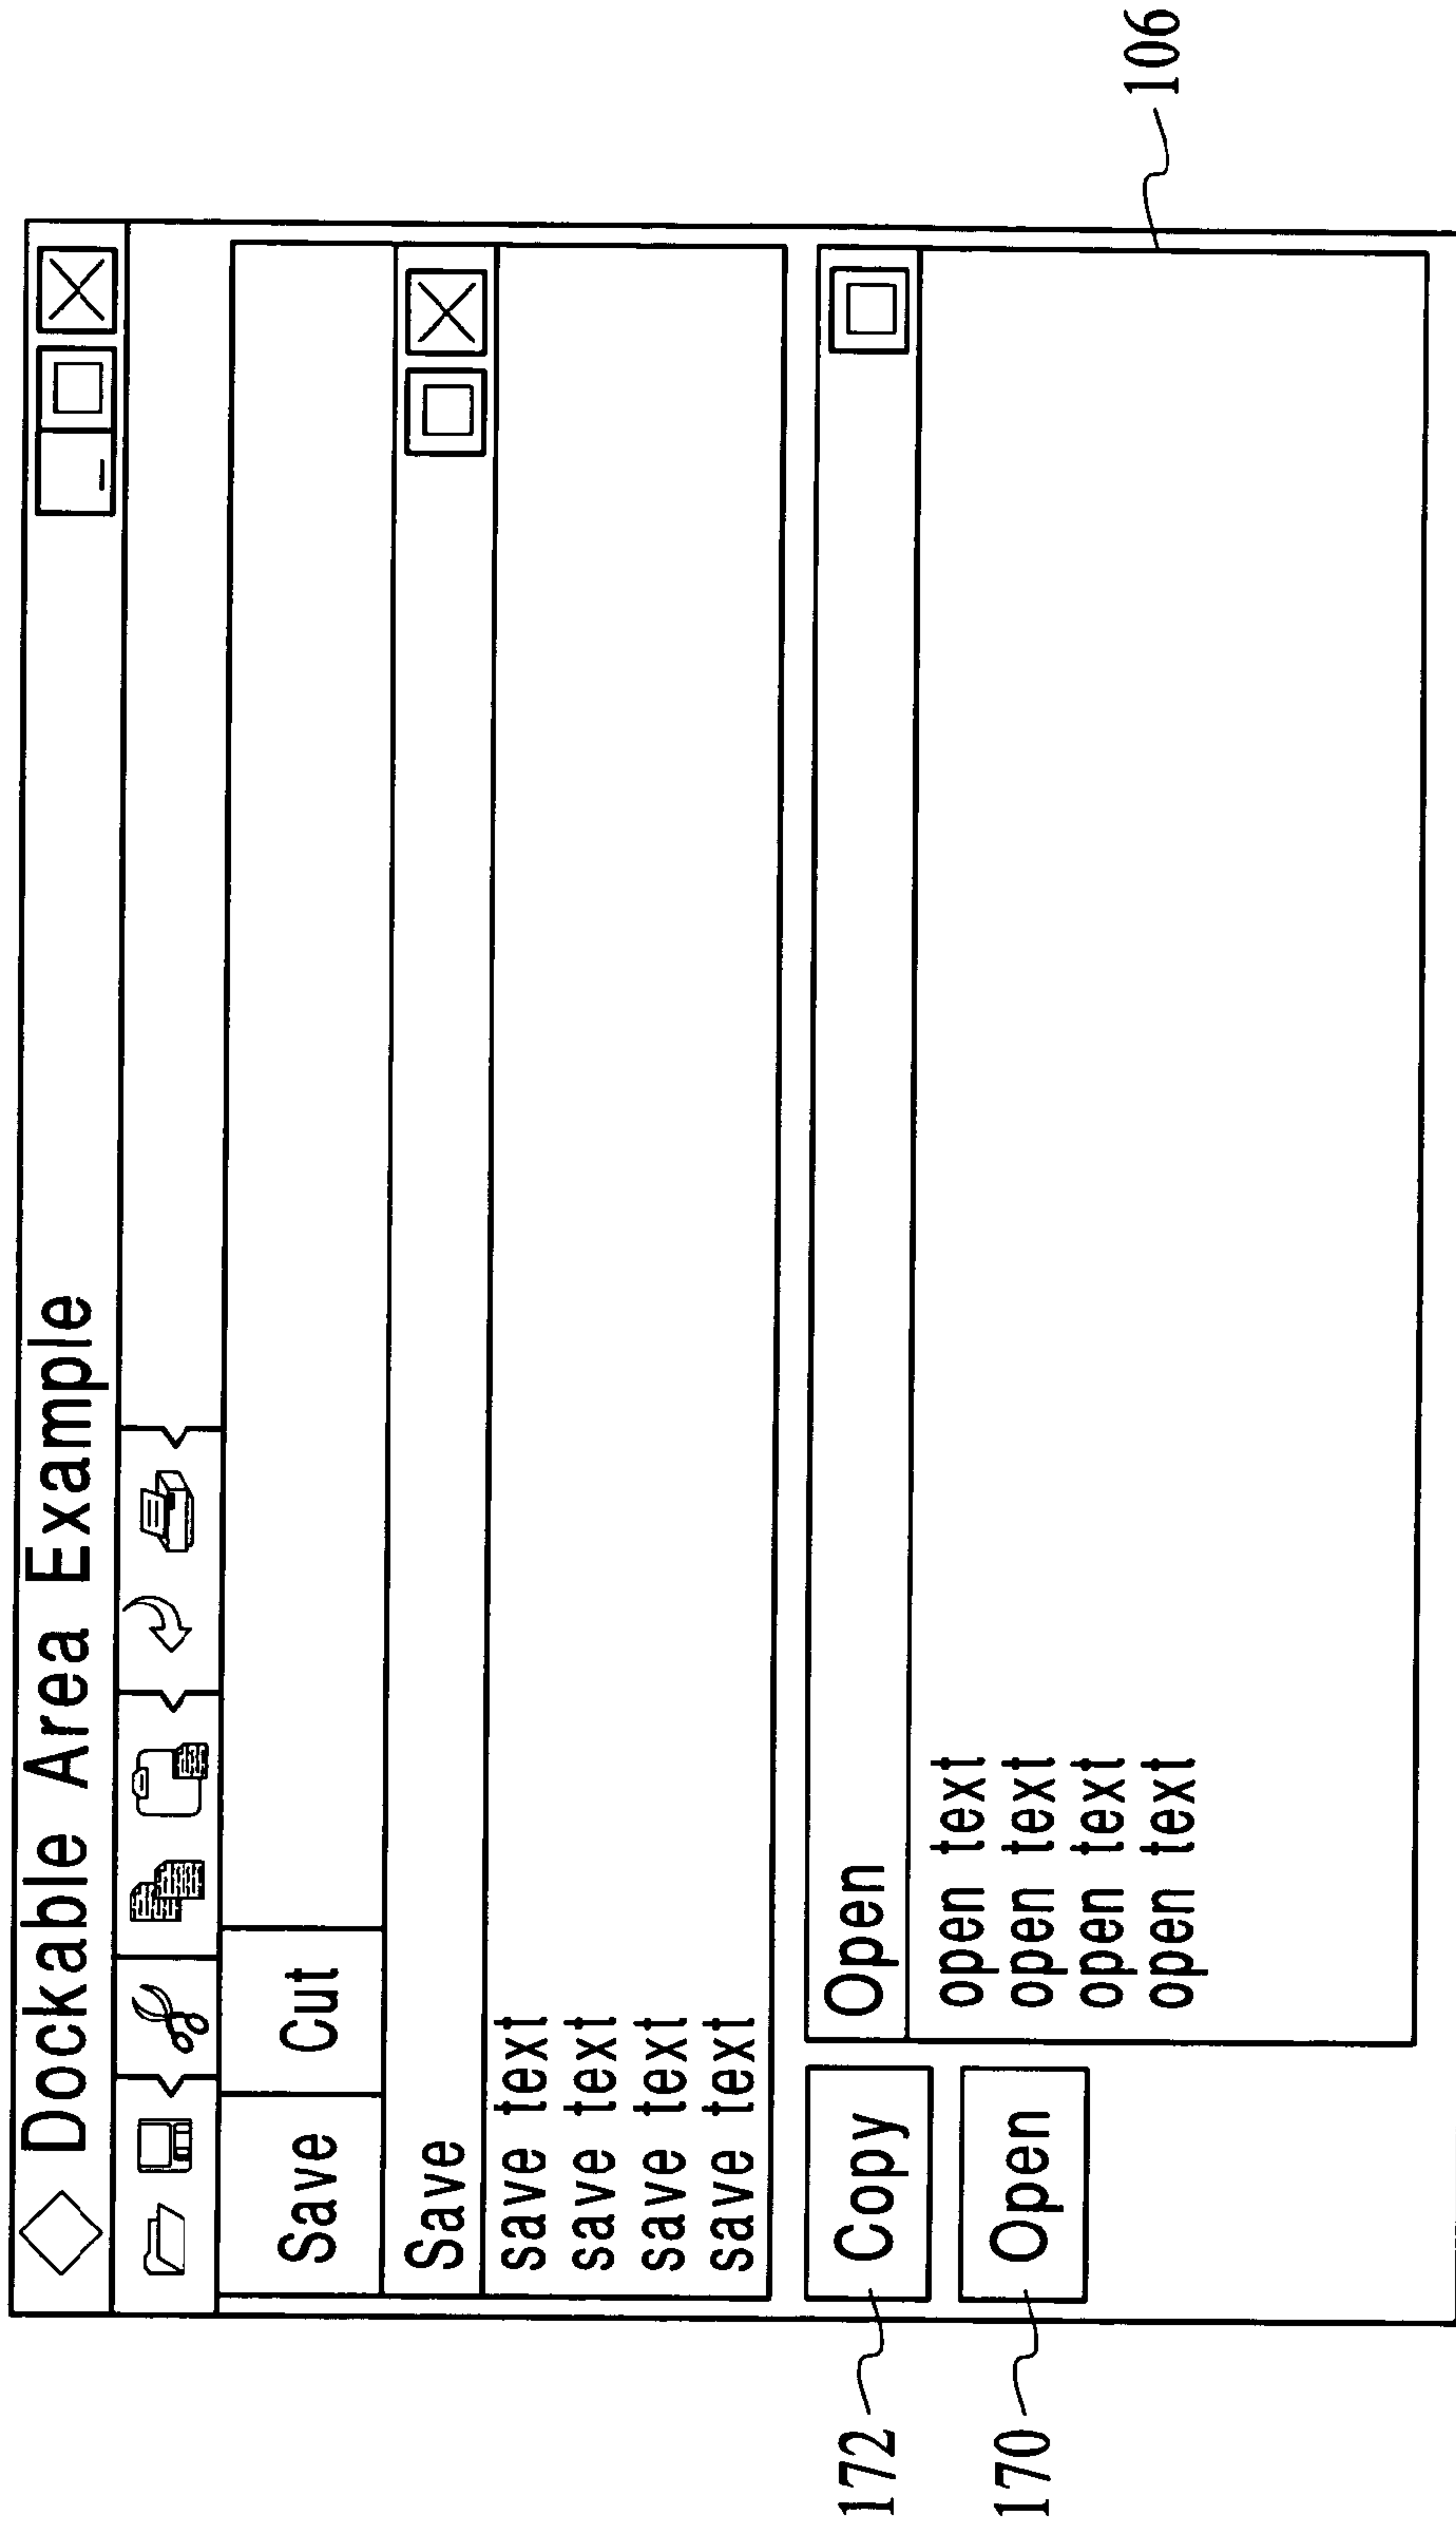 Dockable Area Example
Save Cut
Save
save text
save text
save text
save text
172 Copy
Open
open text
open text
open text
open text
170 Open
106